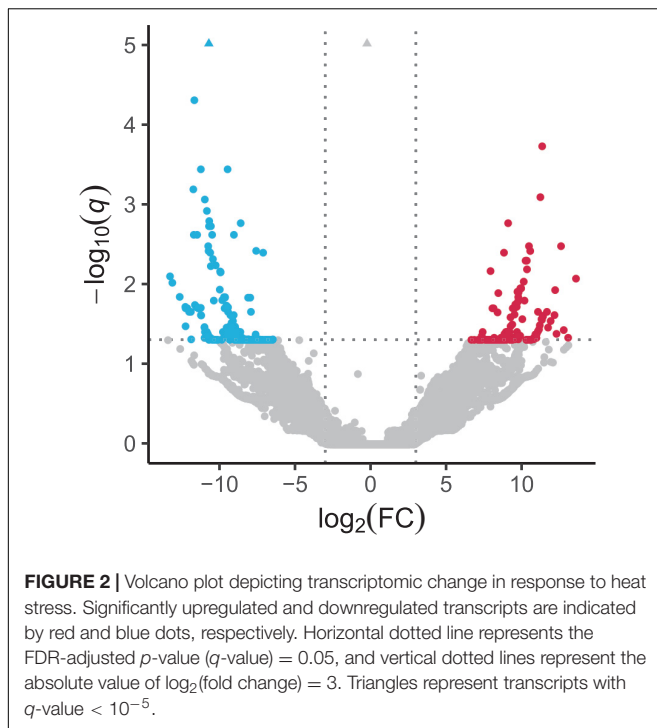 5
4
3
2
1
0
−log₁₀(q)
−10 −5 0 5 10
log₂(FC)
FIGURE 2 | Volcano plot depicting transcriptomic change in response to heat
stress. Significantly upregulated and downregulated transcripts are indicated
by red and blue dots, respectively. Horizontal dotted line represents the
FDR-adjusted p-value (q-value) = 0.05, and vertical dotted lines represent the
absolute value of log₂(fold change) = 3. Triangles represent transcripts with
q-value < 10⁻⁵.